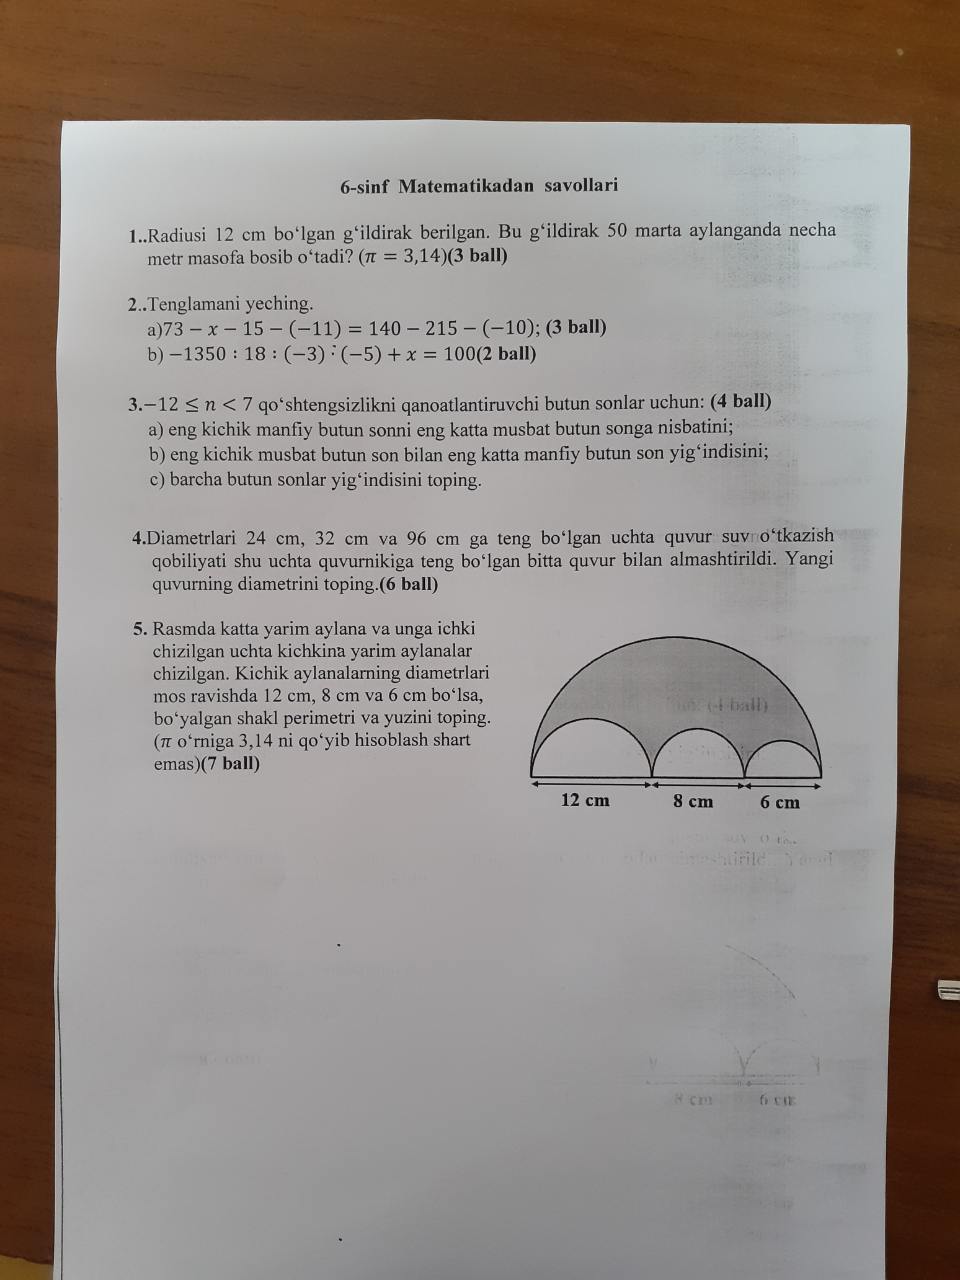 6-sinf Matematikadan savollari
1..Radiusi 12 cm bo‘lgan g‘ildirak berilgan. Bu g‘ildirak 50 marta aylanganda necha
metr masofa bosib o‘tadi? (π = 3,14)(3 ball)
2..Tenglamani yeching.
a)73 − x − 15 − (−11) = 140 − 215 − (−10); (3 ball)
b) −1350 : 18 : (−3) : (−5) + x = 100(2 ball)
3.−12 ≤ n < 7 qo‘shtengsizlikni qanoatlantiruvchi butun sonlar uchun: (4 ball)
a) eng kichik manfiy butun sonni eng katta musbat butun songa nisbatini;
b) eng kichik musbat butun son bilan eng katta manfiy butun son yig‘indisini;
c) barcha butun sonlar yig‘indisini toping.
4.Diametrlari 24 cm, 32 cm va 96 cm ga teng bo‘lgan uchta quvur suv o‘tkazish
qobiliyati shu uchta quvurnikiga teng bo‘lgan bitta quvur bilan almashtirildi. Yangi
quvurning diametrini toping.(6 ball)
5. Rasmda katta yarim aylana va unga ichki
chizilgan uchta kichkina yarim aylanalar
chizilgan. Kichik aylanalarning diametrlari
mos ravishda 12 cm, 8 cm va 6 cm bo‘lsa,
bo‘yalgan shakl perimetri va yuzini toping.
(π o‘rniga 3,14 ni qo‘yib hisoblash shart
emas)(7 ball)
(4 ball)
12 cm 8 cm 6 cm
8 cm 6 cm